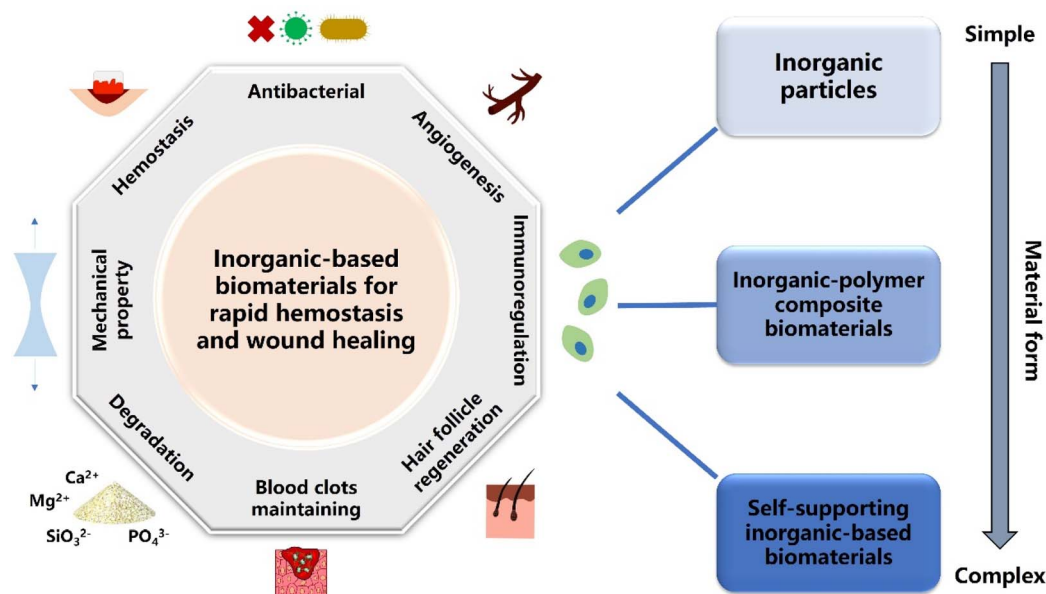 Antibacterial
Angiogenesis
Immunoregulation
Hair follicle
regeneration
Blood clots
maintaining
Degradation
Mechanical
property
Hemostasis
Inorganic-based
biomaterials for
rapid hemostasis
and wound healing
Ca²⁺
Mg²⁺
SiO₃²⁻
PO₄³⁻
Inorganic
particles
Inorganic-polymer
composite
biomaterials
Self-supporting
inorganic-based
biomaterials
Simple
Material form
Complex